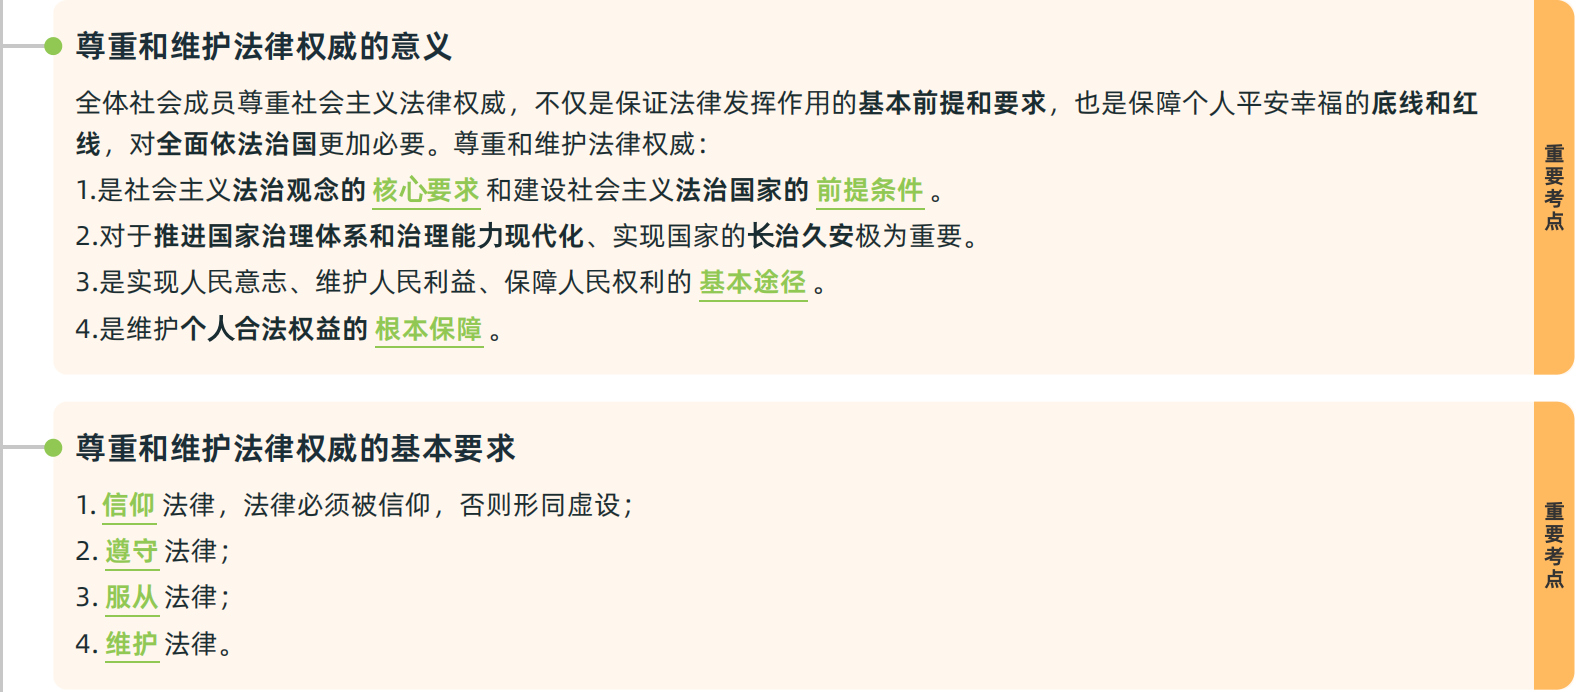 尊重和维护法律权威的意义
全体社会成员尊重社会主义法律权威，不仅是保证法律发挥作用的基本前提和要求，也是保障个人平安幸福的底线和红
线，对全面依法治国更加必要。尊重和维护法律权威：
1.是社会主义法治观念的 核心要求 和建设社会主义法治国家的 前提条件 。
2.对于推进国家治理体系和治理能力现代化、实现国家的长治久安极为重要。
3.是实现人民意志、维护人民利益、保障人民权利的 基本途径 。
4.是维护个人合法权益的 根本保障 。
重要考点
尊重和维护法律权威的基本要求
1. 信仰 法律，法律必须被信仰，否则形同虚设；
2. 遵守 法律；
3. 服从 法律；
4. 维护 法律。
重要考点